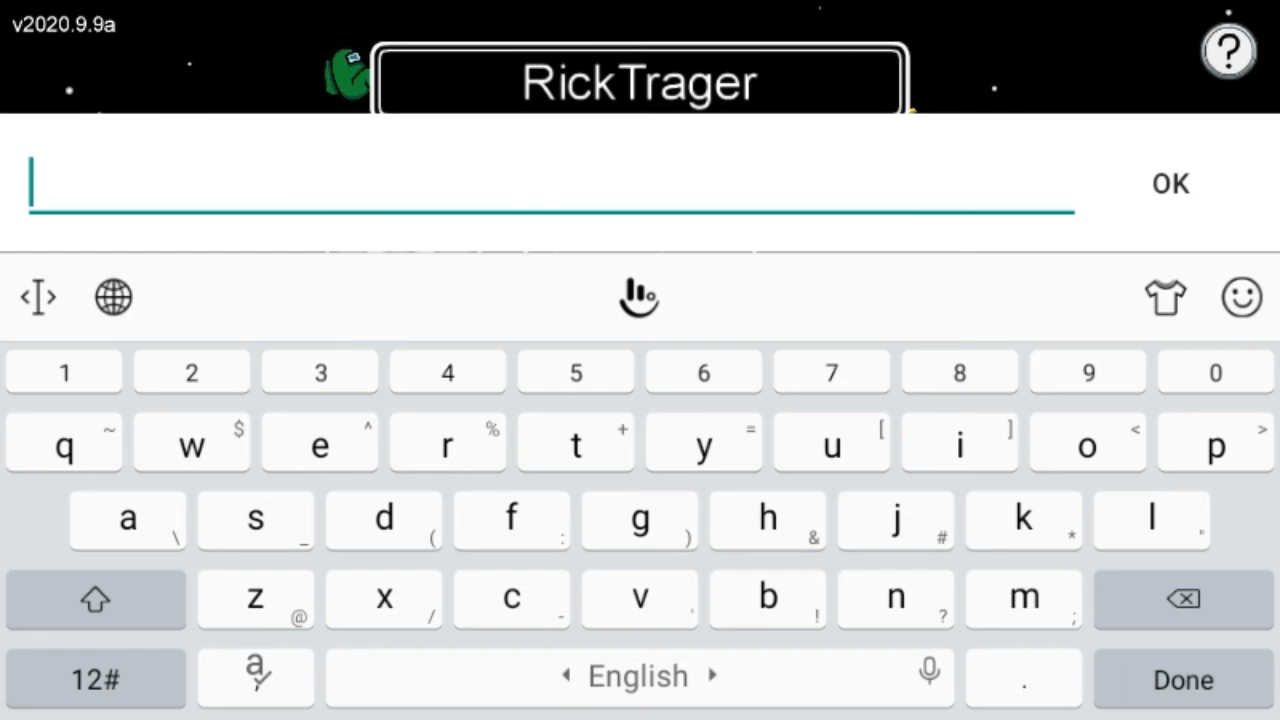 v2020.9.9a
?
RickTrager
OK
1 2 3 4 5 6 7 8 9 0
q ~ w $ e ^ r % t + y = u [ i ] o < p >
a \ s _ d ( f : g ) h & j # k * l "
z @ x / c - v ' b ! n ? m ;
12# a , English . Done